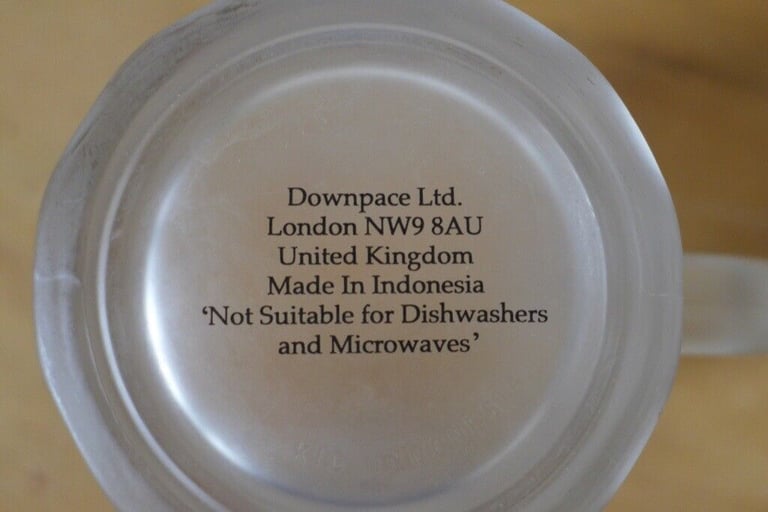 Downpace Ltd.
London NW9 8AU
United Kingdom
Made In Indonesia
‘Not Suitable for Dishwashers
and Microwaves’